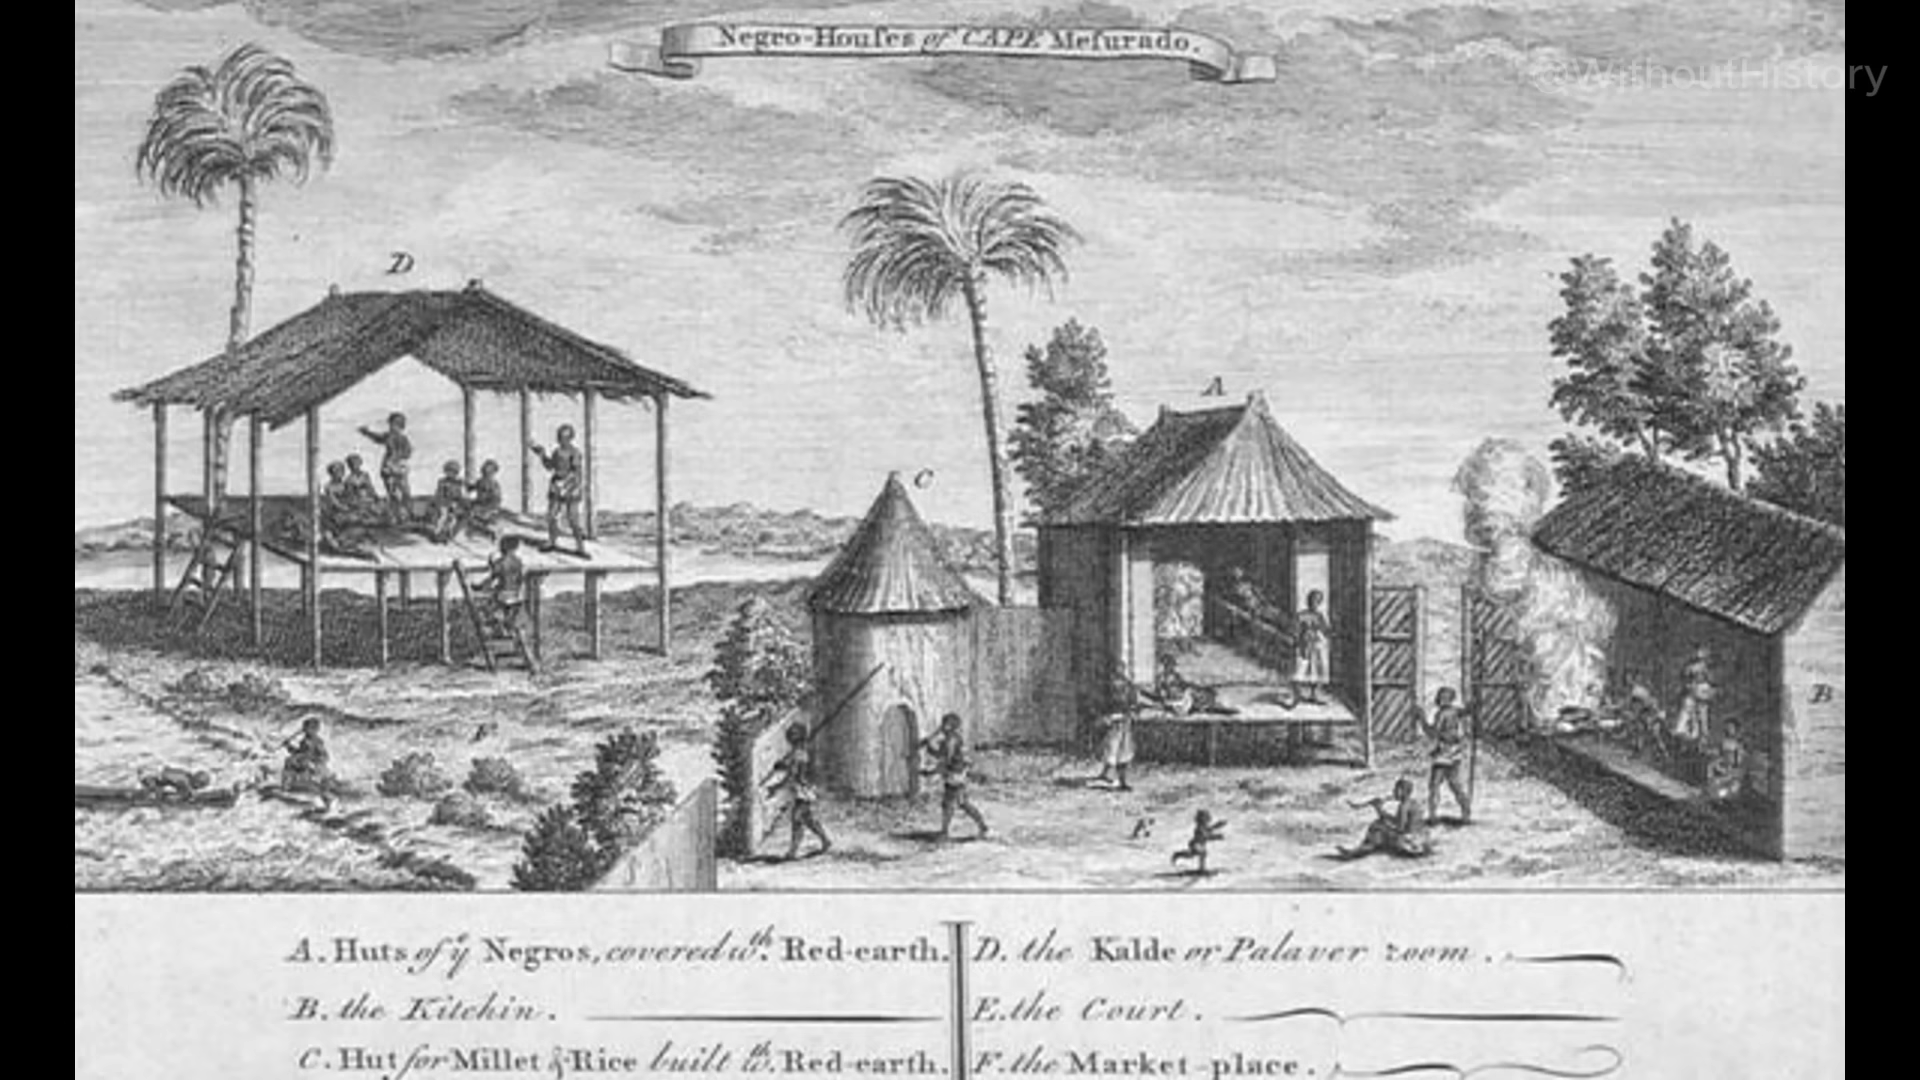 Negro-Houſes of CAPE Meſurado.
@WithoutHistory
D
A
C
B
F
E
A. Huts of yͤ Negros, covered wth. Red-earth.
B. the Kitchin.
C. Hut for Millet & Rice built wth. Red-earth.
D. the Kalde or Palaver room.
E. the Court.
F. the Market-place.